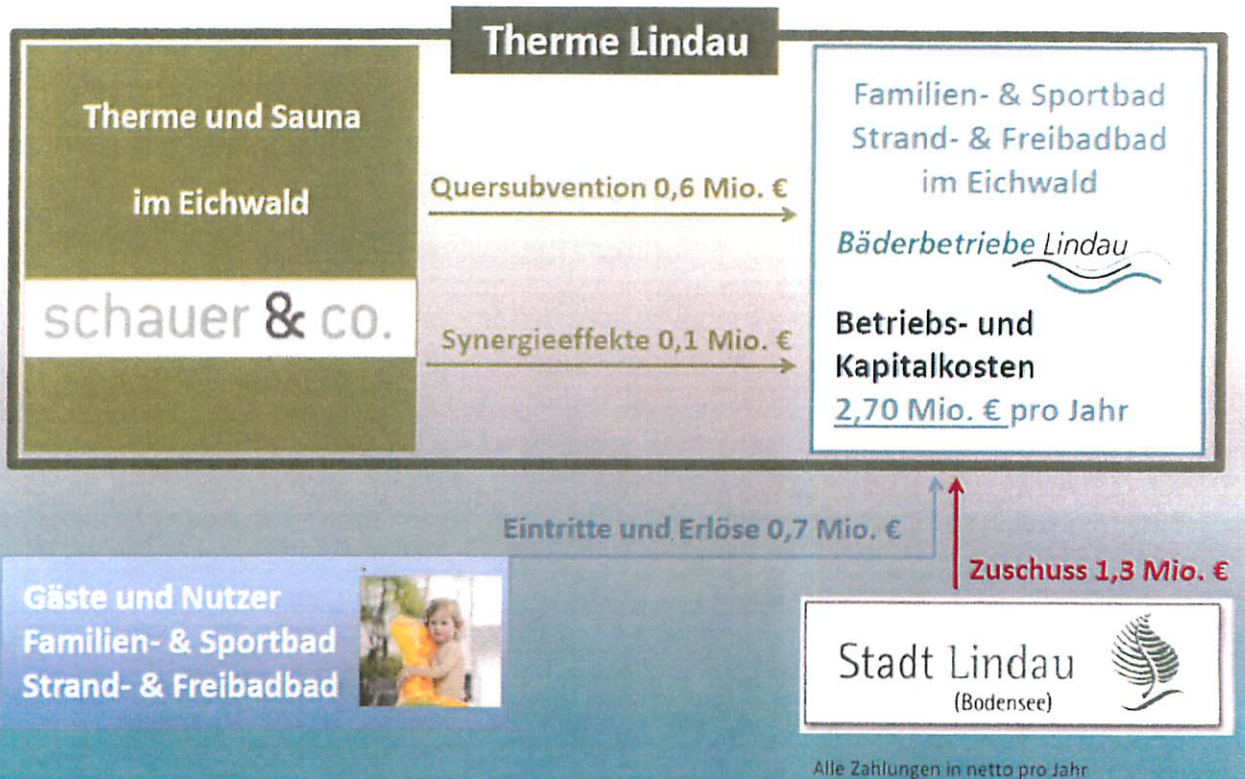 Therme Lindau
Therme und Sauna
im Eichwald
schauer & co.
Quersubvention 0,6 Mio. €
Synergieeffekte 0,1 Mio. €
Familien- & Sportbad
Strand- & Freibadbad
im Eichwald
Bäderbetriebe Lindau
Betriebs- und
Kapitalkosten
2,70 Mio. € pro Jahr
Eintritte und Erlöse 0,7 Mio. €
Zuschuss 1,3 Mio. €
Gäste und Nutzer
Familien- & Sportbad
Strand- & Freibadbad
Stadt Lindau
(Bodensee)
Alle Zahlungen in netto pro Jahr